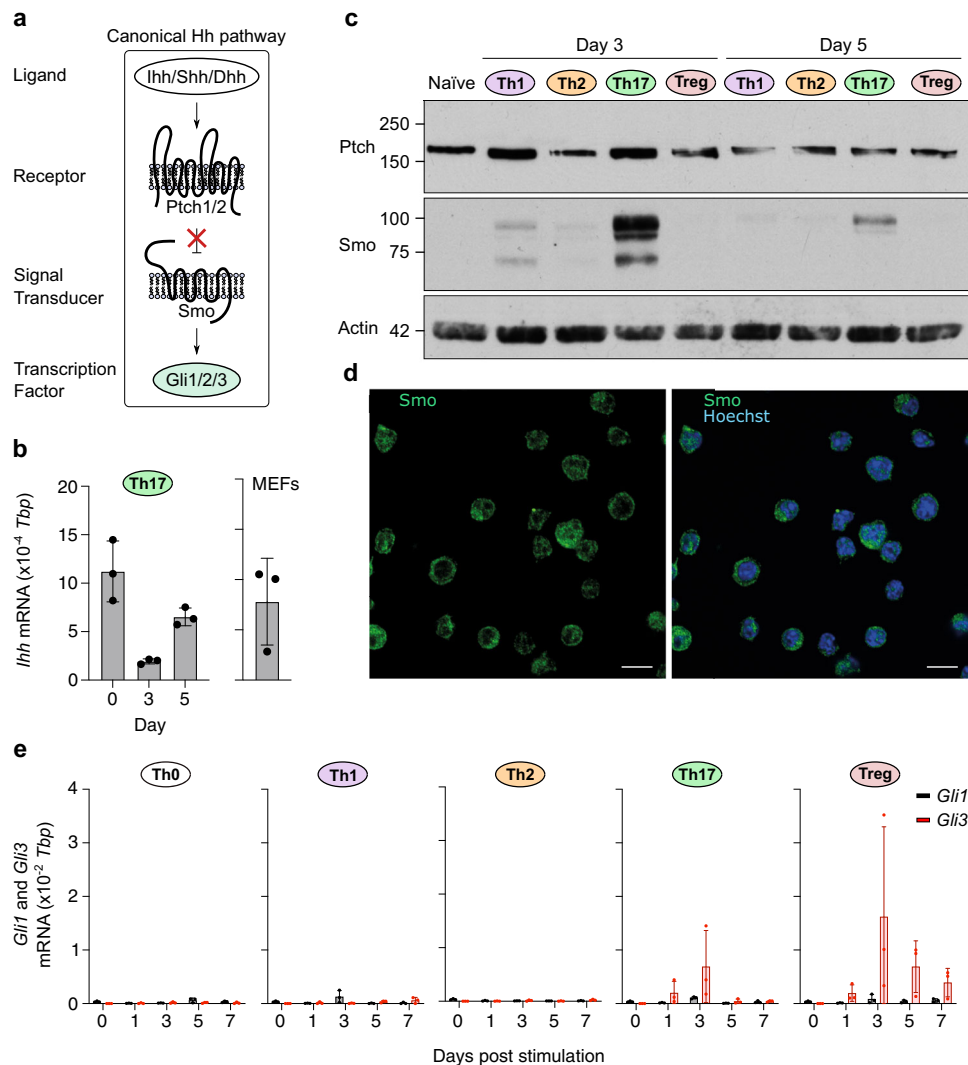 a
Canonical Hh pathway
Ligand
Ihh/Shh/Dhh
Receptor
Ptch1/2
Signal
Transducer
Smo
Transcription
Factor
Gli1/2/3
b
Th17
MEFs
Ihh mRNA (x10⁻⁴ Tbp)
20
15
10
5
0
0 3 5
Day
c
Day 3 Day 5
Naïve Th1 Th2 Th17 Treg Th1 Th2 Th17 Treg
Ptch
250
150
Smo
100
75
Actin 42
d
Smo
Smo
Hoechst
e
Th0 Th1 Th2 Th17 Treg
Gli1 and Gli3
mRNA (x10⁻² Tbp)
4
3
2
1
0
4
3
2
1
0
Gli1
Gli3
0 1 3 5 7 0 1 3 5 7 0 1 3 5 7 0 1 3 5 7 0 1 3 5 7
Days post stimulation